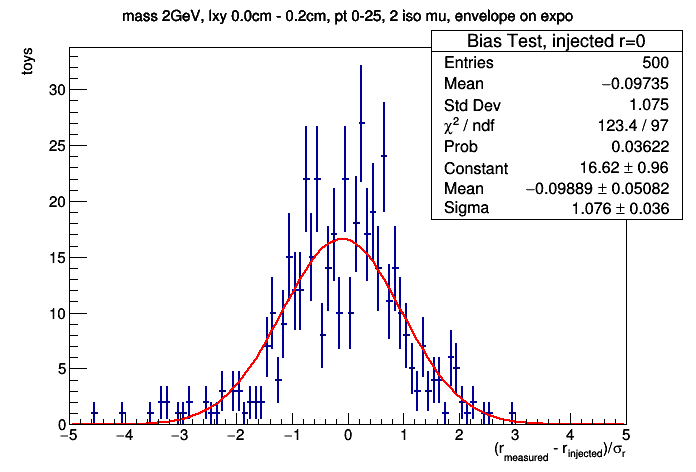 mass 2GeV, lxy 0.0cm - 0.2cm, pt 0-25, 2 iso mu, envelope on expo
Bias Test, injected r=0
Entries 500
Mean −0.09735
Std Dev 1.075
χ² / ndf 123.4 / 97
Prob 0.03622
Constant 16.62 ± 0.96
Mean −0.09889 ± 0.05082
Sigma 1.076 ± 0.036
toys
30
25
20
15
10
5
0
−5 −4 −3 −2 −1 0 1 2 3 4 5
(r_measured - r_injected)/σ_r